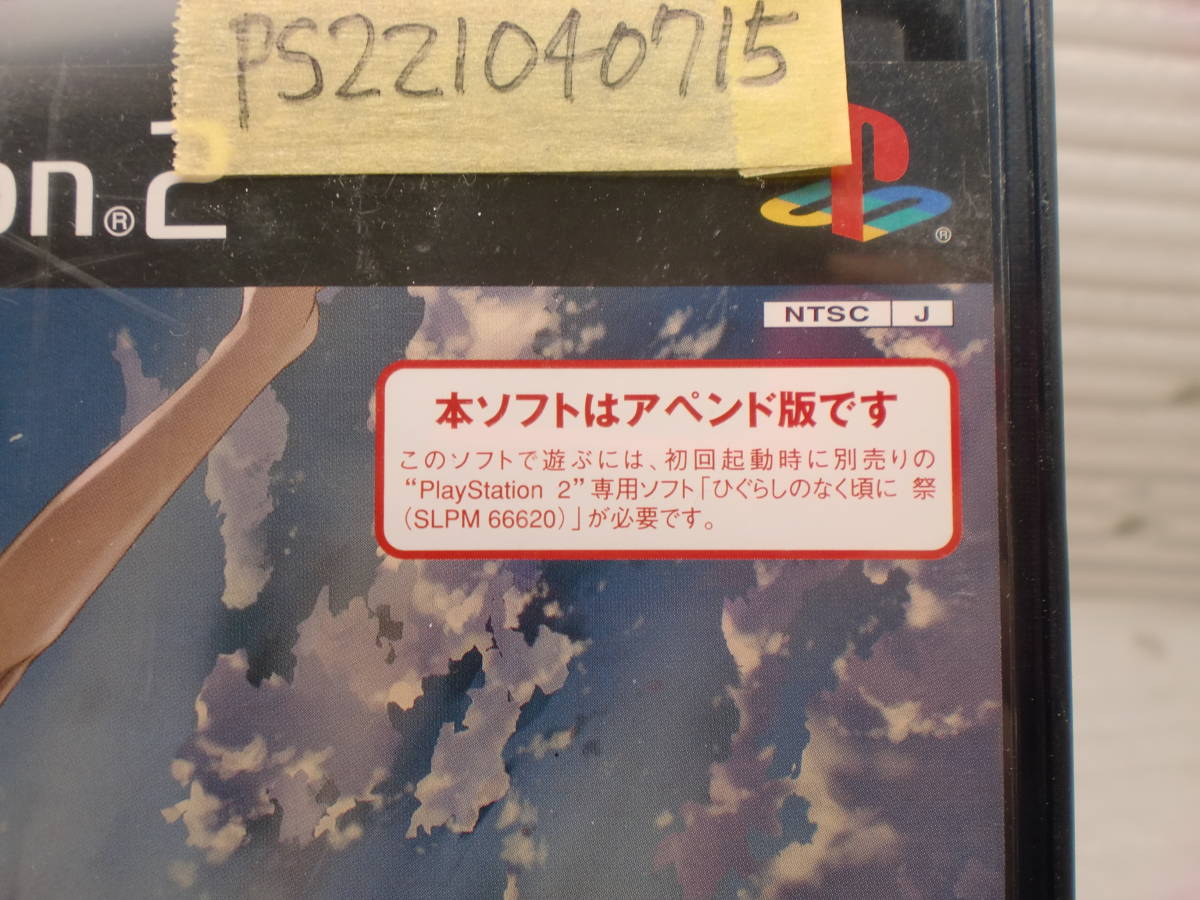 PS221040715
on®2
®
NTSC J
本ソフトはアペンド版です
このソフトで遊ぶには、初回起動時に別売りの
“PlayStation 2”専用ソフト「ひぐらしのなく頃に 祭
（SLPM 66620）」が必要です。